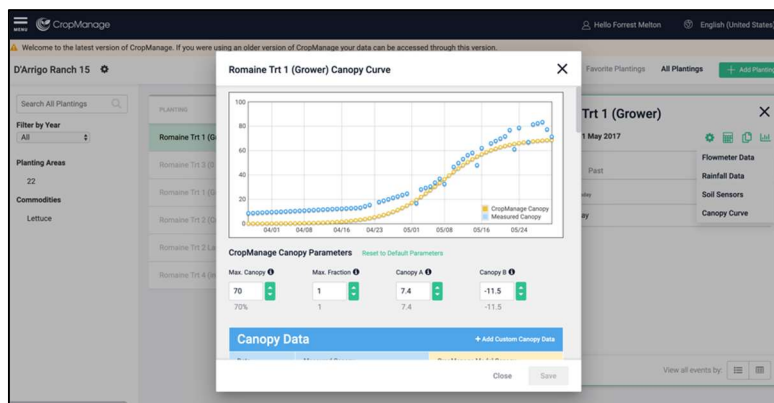 MENU
CropManage
Hello Forrest Melton
English (United States)
Welcome to the latest version of CropManage. If you were using an older version of CropManage your data can be accessed through this version.
D'Arrigo Ranch 15
Favorite Plantings
All Plantings
+ Add Planting
Search All Plantings
Filter by Year
All
Planting Areas
22
Commodities
Lettuce
PLANTING
Romaine Trt 1 (G
Romaine Trt 3 (S
Romaine Trt 1 (G
Romaine Trt 2 (C
Romaine Trt 2 La
Romaine Trt 4 (In
Romaine Trt 1 (Grower) Canopy Curve
100
80
60
40
20
0
04/01 04/08 04/16 04/23 05/01 05/08 05/16 05/24
CropManage Canopy
Measured Canopy
CropManage Canopy Parameters Reset to Default Parameters
Max. Canopy Max. Fraction Canopy A Canopy B
70 1 7.4 -11.5
70% 1 7.4 -11.5
Canopy Data
+ Add Custom Canopy Data
Close Save
Trt 1 (Grower)
1 May 2017
Past
Flowmeter Data
Rainfall Data
Soil Sensors
Canopy Curve
View all events by: